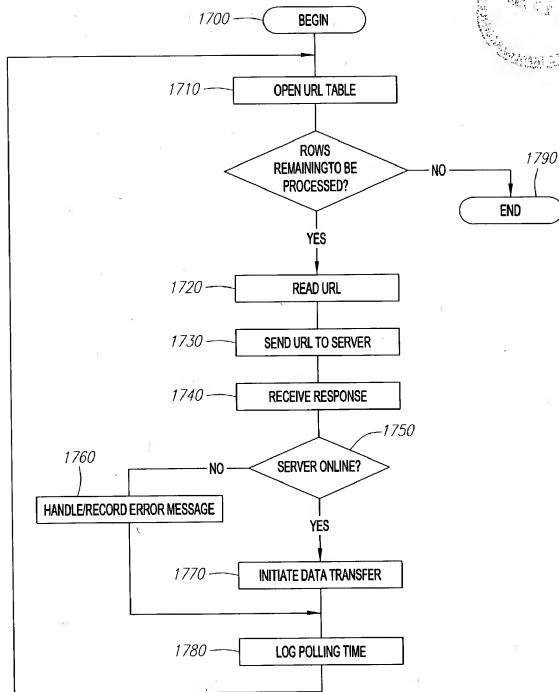 1700
BEGIN
1710
OPEN URL TABLE
ROWS
REMAININGTO BE
PROCESSED?
NO
1790
END
YES
1720
READ URL
1730
SEND URL TO SERVER
1740
RECEIVE RESPONSE
1750
SERVER ONLINE?
NO
1760
HANDLE/RECORD ERROR MESSAGE
YES
1770
INITIATE DATA TRANSFER
1780
LOG POLLING TIME